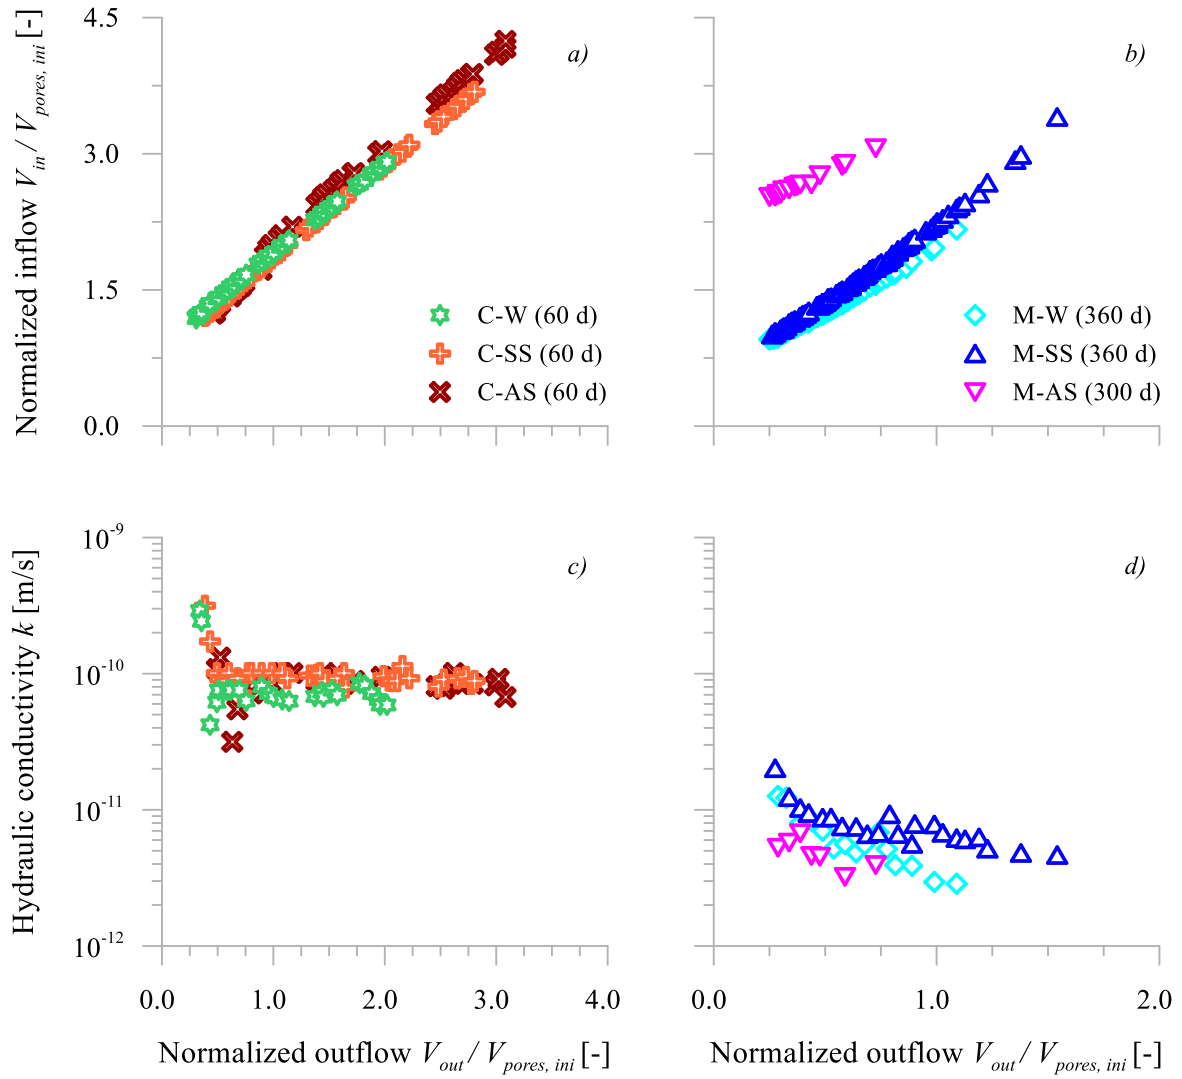 Normalized inflow V_in / V_pores, ini [-]
4.5
3.0
1.5
0.0
a)
C-W (60 d)
C-SS (60 d)
C-AS (60 d)
b)
M-W (360 d)
M-SS (360 d)
M-AS (300 d)
Hydraulic conductivity k [m/s]
10^-9
10^-10
10^-11
10^-12
c)
d)
0.0 1.0 2.0 3.0 4.0
0.0 1.0 2.0
Normalized outflow V_out / V_pores, ini [-]
Normalized outflow V_out / V_pores, ini [-]